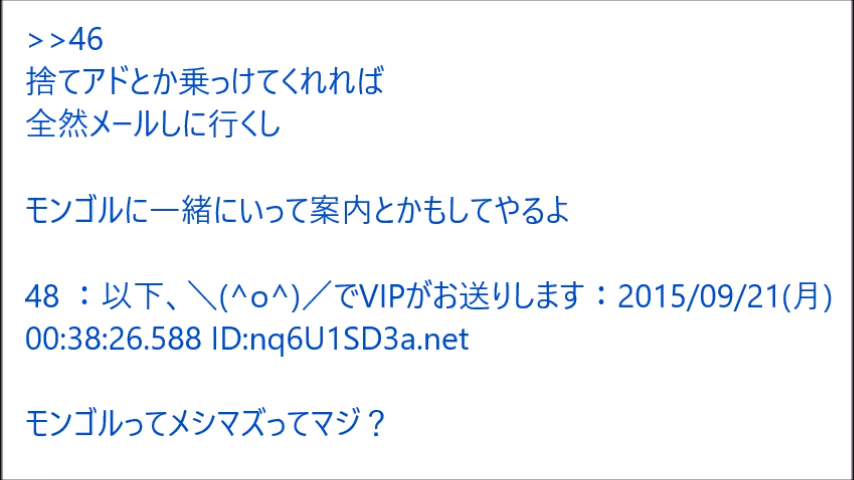 >>46
捨てアドとか乗っけてくれれば
全然メールしに行くし
モンゴルに一緒にいって案内とかもしてやるよ
48 ：以下、＼(^o^)／でVIPがお送りします：2015/09/21(月)
00:38:26.588 ID:nq6U1SD3a.net
モンゴルってメシマズってマジ？